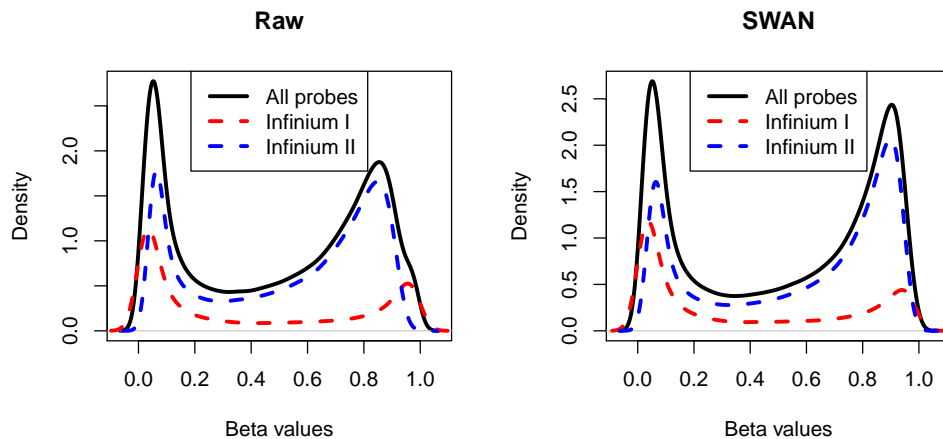 Raw
All probes
Infinium I
Infinium II
Density
0.0
1.0
2.0
0.0 0.2 0.4 0.6 0.8 1.0
Beta values
SWAN
All probes
Infinium I
Infinium II
Density
0.0 0.5 1.0 1.5 2.0 2.5
0.0 0.2 0.4 0.6 0.8 1.0
Beta values